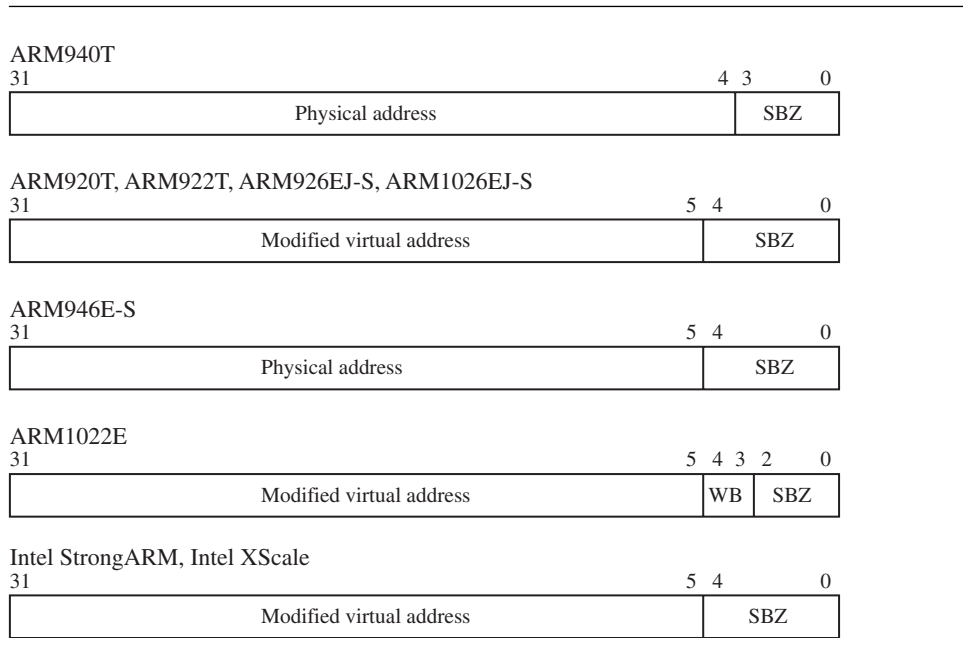 ARM940T
31 4 3 0
Physical address SBZ
ARM920T, ARM922T, ARM926EJ-S, ARM1026EJ-S
31 5 4 0
Modified virtual address SBZ
ARM946E-S
31 5 4 0
Physical address SBZ
ARM1022E
31 5 4 3 2 0
Modified virtual address WB SBZ
Intel StrongARM, Intel XScale
31 5 4 0
Modified virtual address SBZ